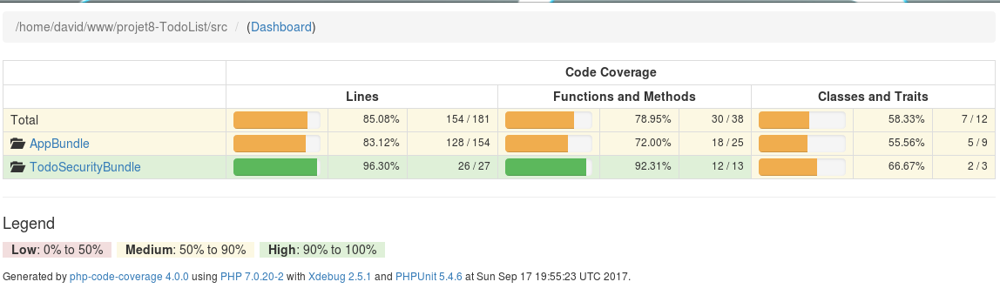 /home/david/www/projet8-TodoList/src / (Dashboard)
Code Coverage
Lines Functions and Methods Classes and Traits
Total 85.08% 154 / 181 78.95% 30 / 38 58.33% 7 / 12
AppBundle 83.12% 128 / 154 72.00% 18 / 25 55.56% 5 / 9
TodoSecurityBundle 96.30% 26 / 27 92.31% 12 / 13 66.67% 2 / 3
Legend
Low: 0% to 50% Medium: 50% to 90% High: 90% to 100%
Generated by php-code-coverage 4.0.0 using PHP 7.0.20-2 with Xdebug 2.5.1 and PHPUnit 5.4.6 at Sun Sep 17 19:55:23 UTC 2017.